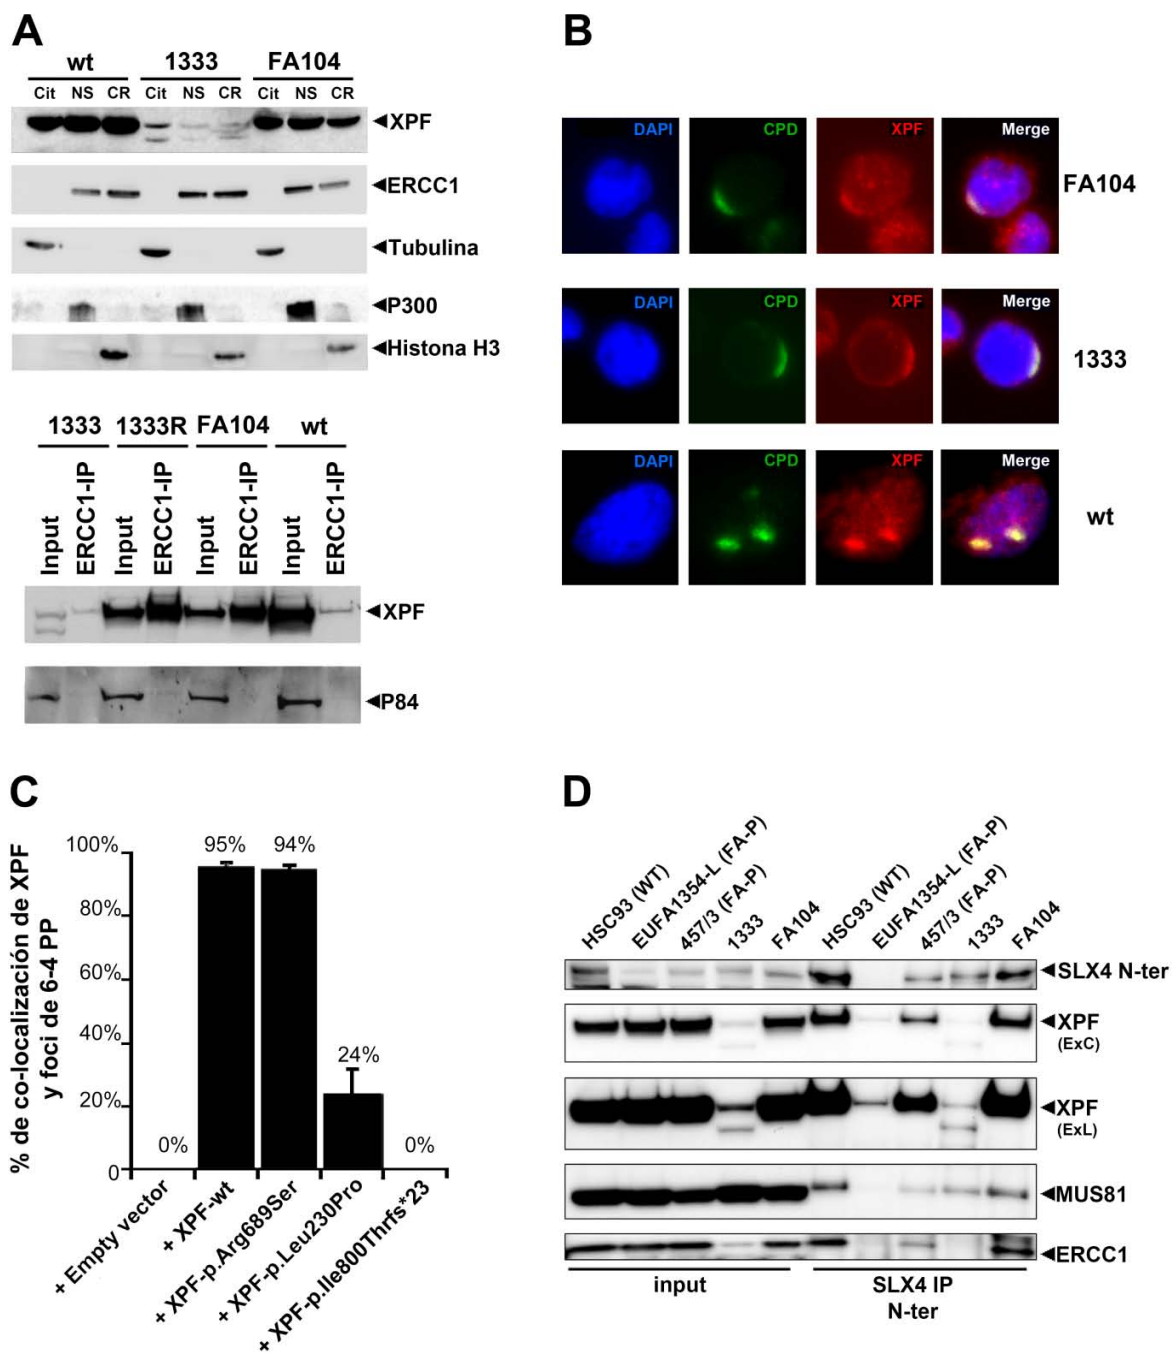 A
wt 1333 FA104
Cit NS CR Cit NS CR Cit NS CR
XPF
ERCC1
Tubulina
P300
Histona H3
1333 1333R FA104 wt
Input ERCC1-IP Input ERCC1-IP Input ERCC1-IP Input ERCC1-IP
XPF
P84
B
DAPI CPD XPF Merge
FA104
DAPI CPD XPF Merge
1333
DAPI CPD XPF Merge
wt
C
% de co-localización de XPF
y foci de 6-4 PP
100%
80%
60%
40%
20%
0
0% 95% 94% 24% 0%
+ Empty vector
+ XPF-wt
+ XPF-p.Arg689Ser
+ XPF-p.Leu230Pro
+ XPF-p.Ile800Thrfs*23
D
HSC93 (WT) EUFA1354-L (FA-P) 457/3 (FA-P) 1333 FA104 HSC93 (WT) EUFA1354-L (FA-P) 457/3 (FA-P) 1333 FA104
SLX4 N-ter
XPF
(ExC)
XPF
(ExL)
MUS81
ERCC1
input SLX4 IP
N-ter